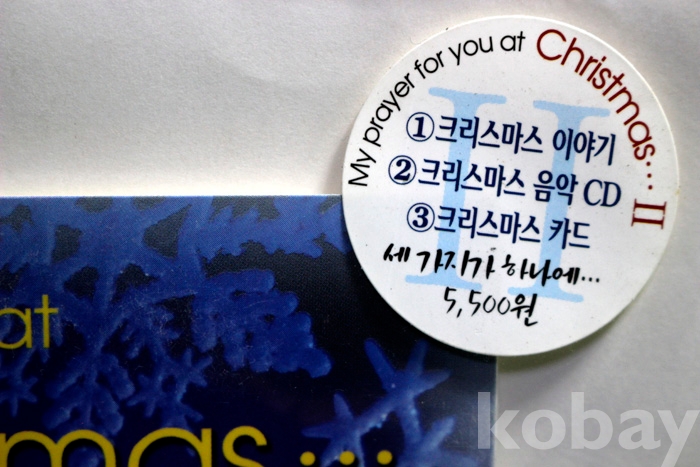 My prayer for you at Christmas... II
①크리스마스 이야기
②크리스마스 음악 CD
③크리스마스 카드
세가지가 하나에...
5,500원
at
mas...
kobay